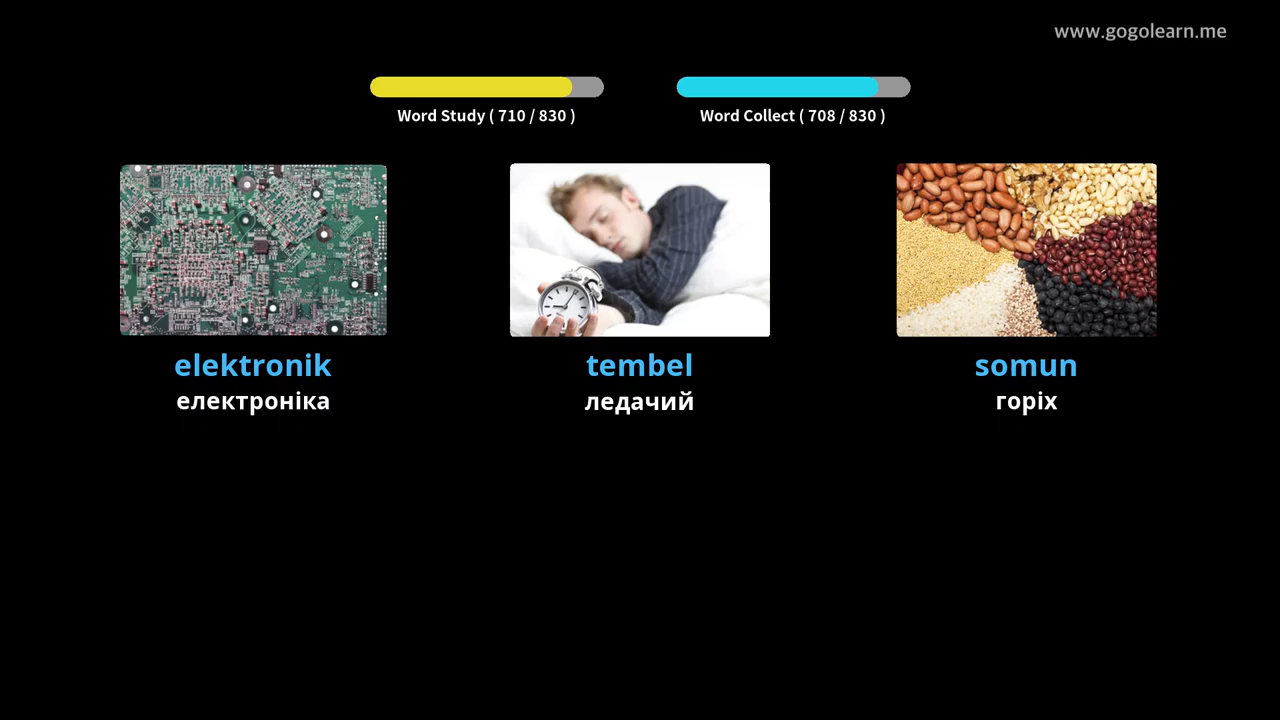 www.gogolearn.me
Word Study ( 710 / 830 )
Word Collect ( 708 / 830 )
elektronik
електроніка
tembel
ледачий
somun
горіх